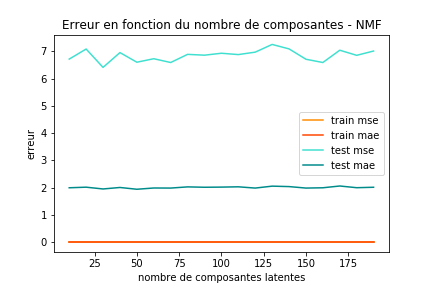 Erreur en fonction du nombre de composantes - NMF
7
6
5
4
3
2
1
0
erreur
train mse
train mae
test mse
test mae
25 50 75 100 125 150 175
nombre de composantes latentes